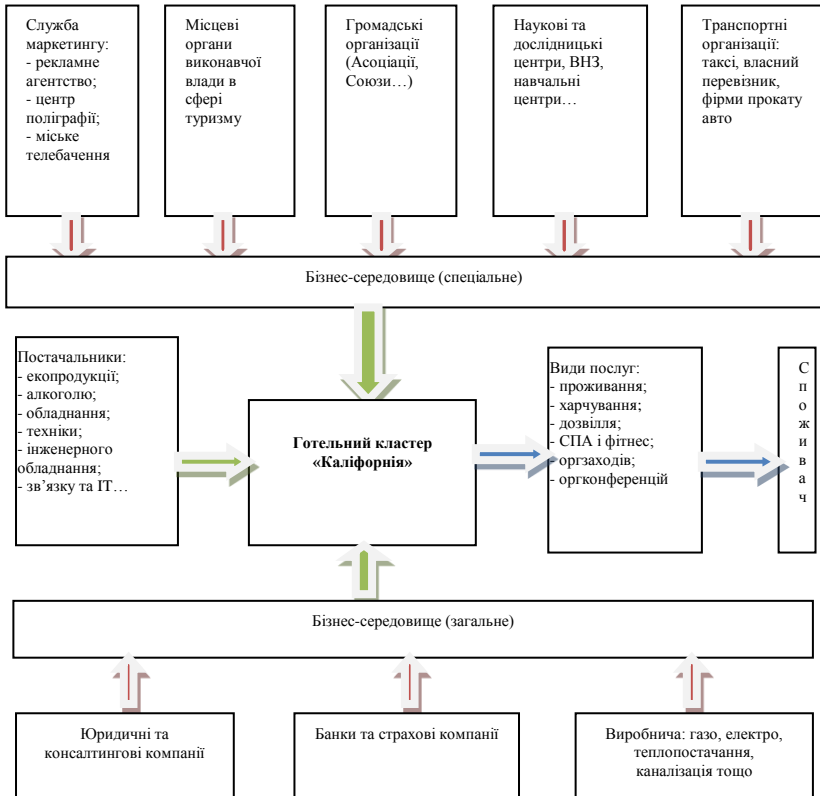 Служба
маркетингу:
- рекламне
агентство;
- центр
поліграфії;
- міське
телебачення
Місцеві
органи
виконавчої
влади в
сфері
туризму
Громадські
організації
(Асоціації,
Союзи…)
Наукові та
дослідницькі
центри, ВНЗ,
навчальні
центри…
Транспортні
організації:
таксі, власний
перевізник,
фірми прокату
авто
Бізнес-середовище (спеціальне)
Постачальники:
- екопродукції;
- алкоголю;
- обладнання;
- техніки;
- інженерного
обладнання;
- зв’язку та ІТ…
Готельний кластер
«Каліфорнія»
Види послуг:
- проживання;
- харчування;
- дозвілля;
- СПА і фітнес;
- оргзаходів;
- оргконференцій
С
п
о
ж
и
в
а
ч
Бізнес-середовище (загальне)
Юридичні та
консалтингові компанії
Банки та страхові компанії
Виробнича: газо, електро,
теплопостачання,
каналізація тощо